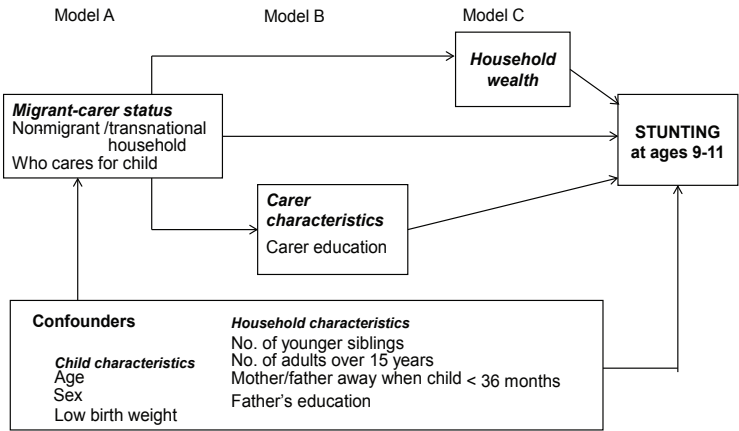 Model A Model B Model C
Household
wealth
Migrant-carer status
Non-migrant /transnational
household
Who cares for child
STUNTING
at ages 9-11
Carer
characteristics
Carer education
Confounders
Child characteristics
Age
Sex
Low birth weight
Household characteristics
No. of younger siblings
No. of adults over 15 years
Mother/father away when child < 36 months
Father's education